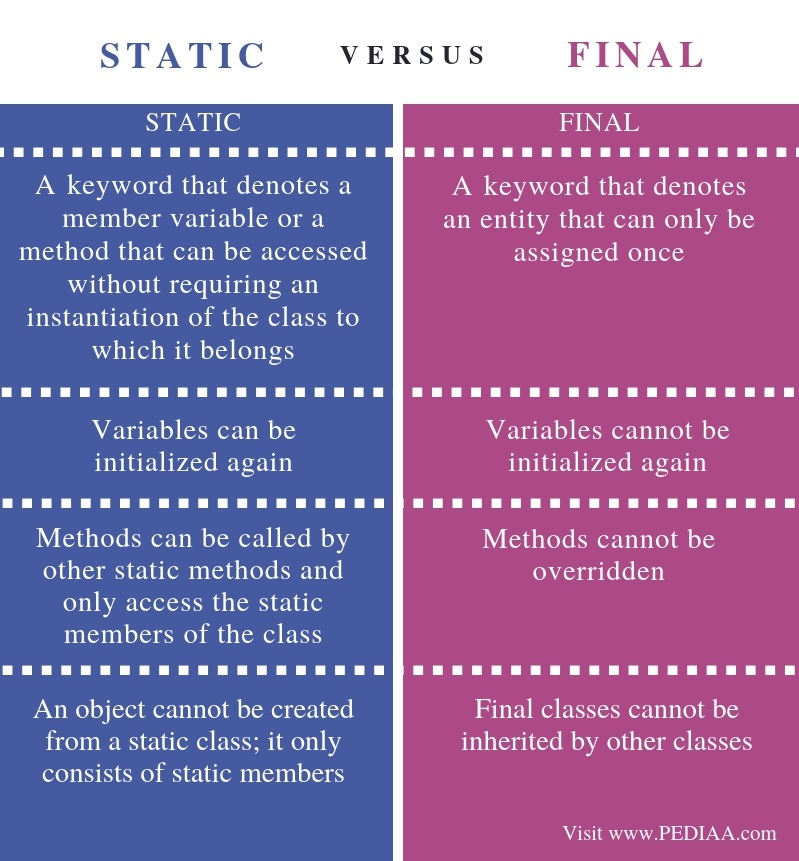 STATIC VERSUS FINAL
STATIC
A keyword that denotes a
member variable or a
method that can be accessed
without requiring an
instantiation of the class to
which it belongs
Variables can be
initialized again
Methods can be called by
other static methods and
only access the static
members of the class
An object cannot be created
from a static class; it only
consists of static members
FINAL
A keyword that denotes
an entity that can only be
assigned once
Variables cannot be
initialized again
Methods cannot be
overridden
Final classes cannot be
inherited by other classes
Visit www.PEDIAA.com